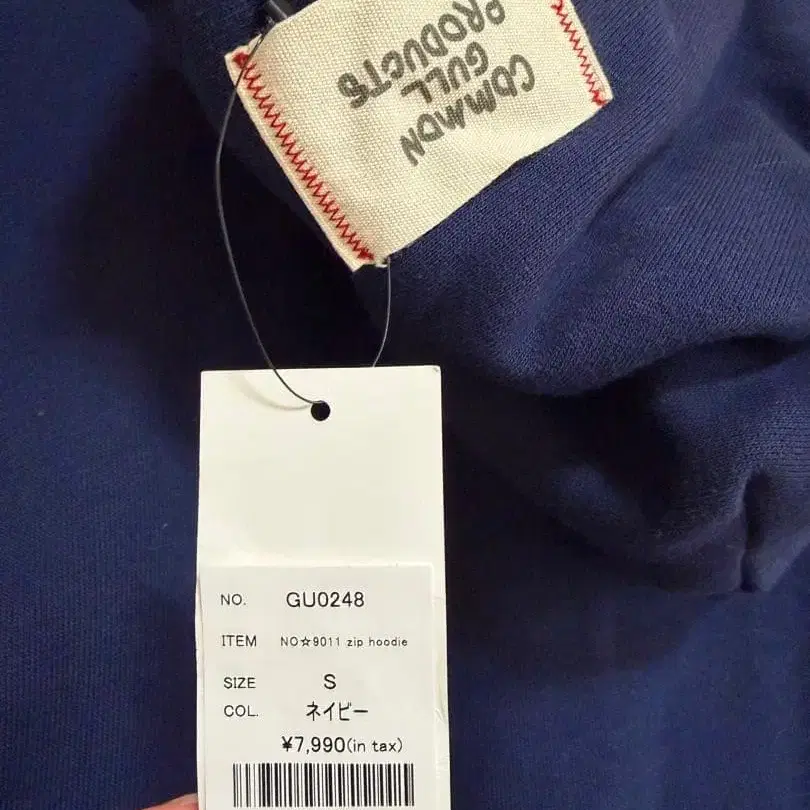 COMMON
GULL
PRODUCTS
NO. GU0248
ITEM NO☆9011 zip hoodie
SIZE S
COL. ネイビー
¥7,990(in tax)